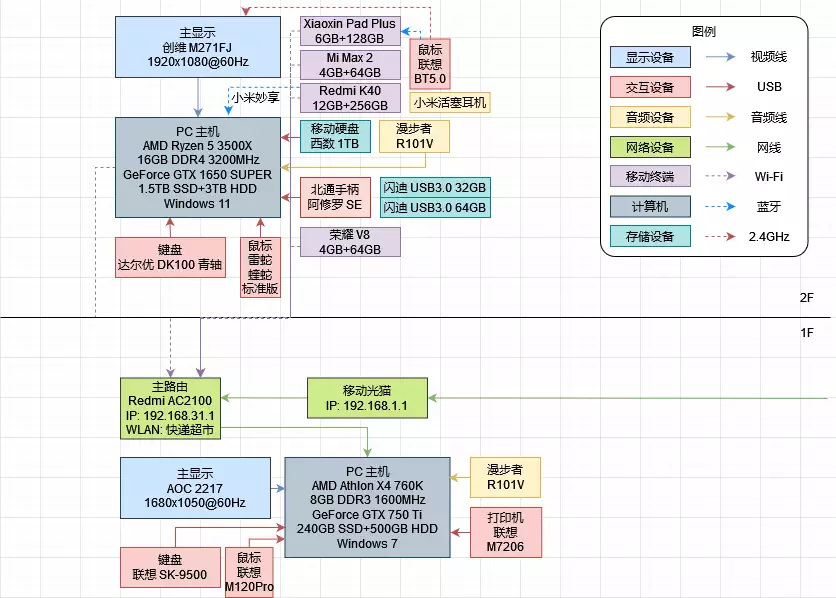 主显示
创维 M271FJ
1920x1080@60Hz
Xiaoxin Pad Plus
6GB+128GB
Mi Max 2
4GB+64GB
Redmi K40
12GB+256GB
鼠标
联想
BT5.0
小米妙享
小米活塞耳机
PC 主机
AMD Ryzen 5 3500X
16GB DDR4 3200MHz
GeForce GTX 1650 SUPER
1.5TB SSD+3TB HDD
Windows 11
移动硬盘
西数 1TB
漫步者
R101V
北通手柄
阿修罗 SE
闪迪 USB3.0 32GB
闪迪 USB3.0 64GB
荣耀 V8
4GB+64GB
键盘
达尔优 DK100 青轴
鼠标
雷蛇
蝰蛇
标准版
图例
显示设备
视频线
交互设备
USB
音频设备
音频线
网络设备
网线
移动终端
Wi-Fi
计算机
蓝牙
存储设备
2.4GHz
2F
1F
主路由
Redmi AC2100
IP: 192.168.31.1
WLAN: 快递超市
移动光猫
IP: 192.168.1.1
主显示
AOC 2217
1680x1050@60Hz
PC 主机
AMD Athlon X4 760K
8GB DDR3 1600MHz
GeForce GTX 750 Ti
240GB SSD+500GB HDD
Windows 7
漫步者
R101V
打印机
联想
M7206
键盘
联想 SK-9500
鼠标
联想
M120Pro